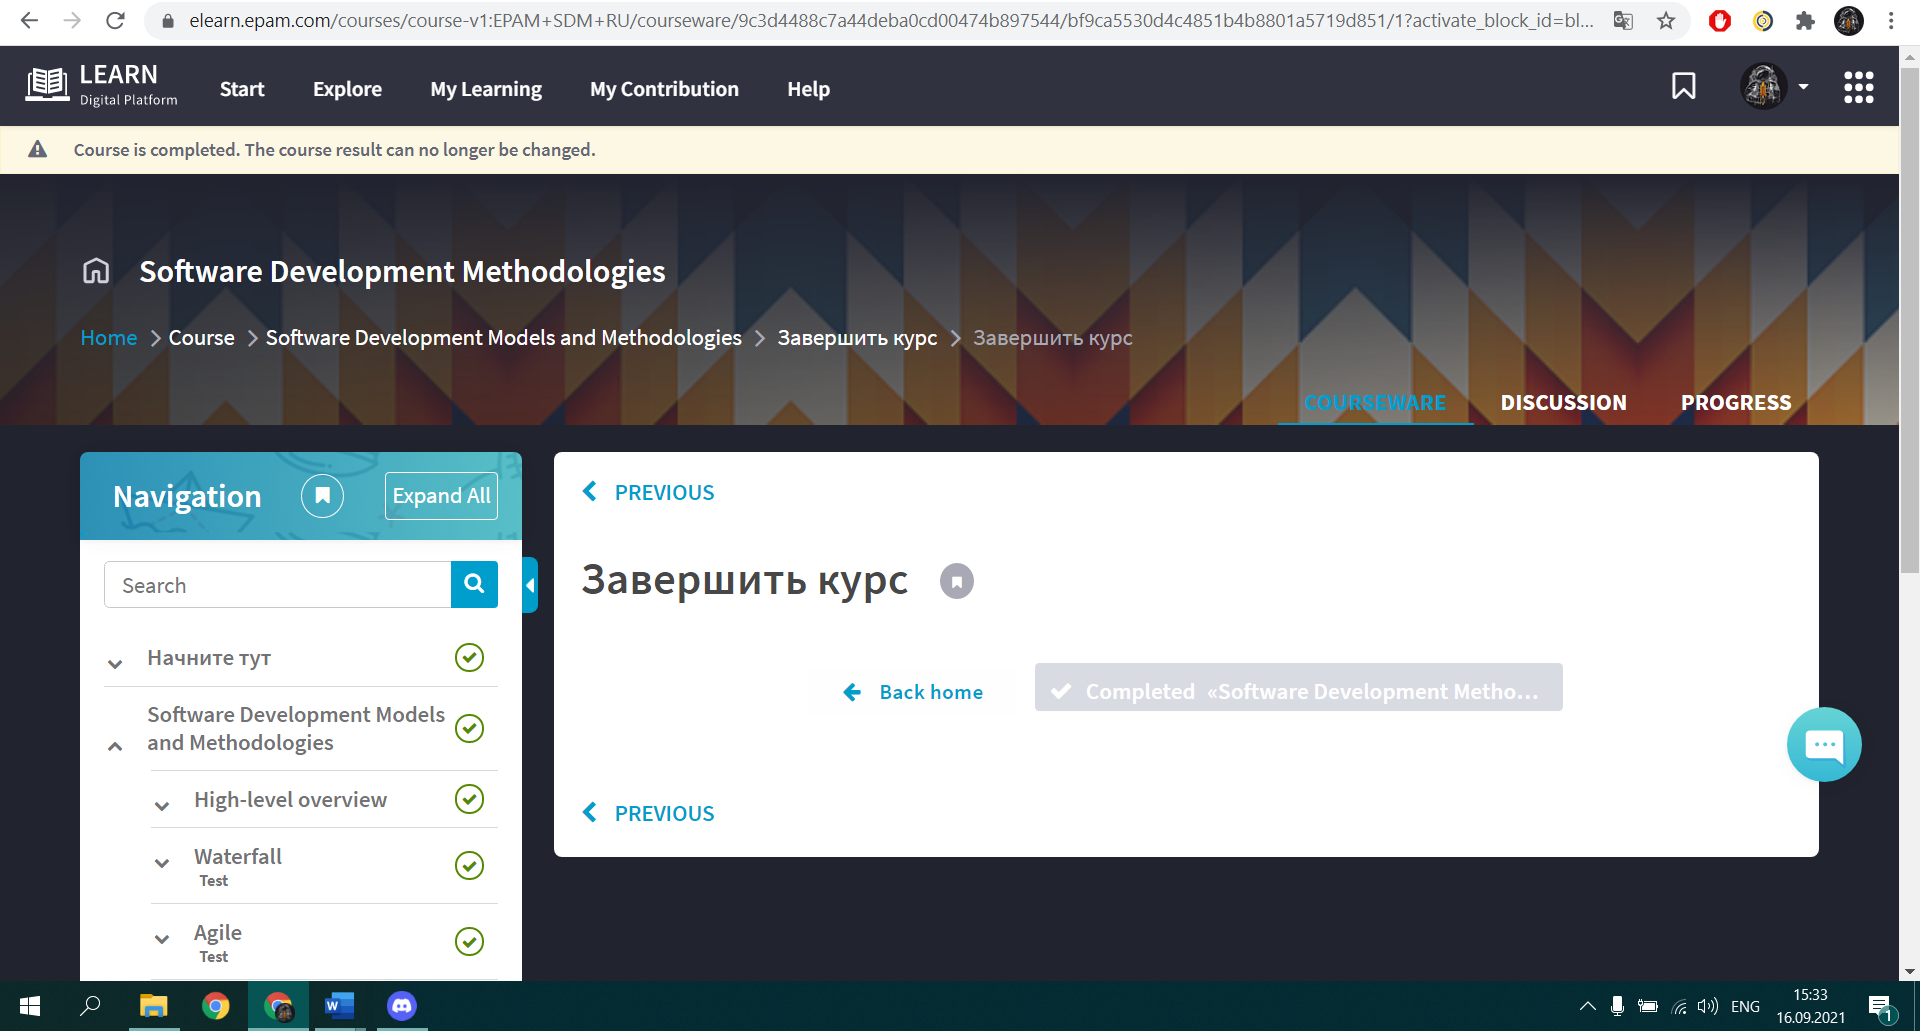 elearn.epam.com/courses/course-v1:EPAM+SDM+RU/courseware/9c3d4488c7a44deba0cd00474b897544/bf9ca5530d4c4851b4b8801a5719d851/1?activate_block_id=bl...
LEARN
Digital Platform
Start
Explore
My Learning
My Contribution
Help
Course is completed. The course result can no longer be changed.
Software Development Methodologies
Home > Course > Software Development Models and Methodologies > Завершить курс > Завершить курс
COURSEWARE
DISCUSSION
PROGRESS
Navigation
Expand All
Search
Начните тут
Software Development Models
and Methodologies
High-level overview
Waterfall
Test
Agile
Test
PREVIOUS
Завершить курс
Back home
Completed «Software Development Metho...
PREVIOUS
ENG
15:33
16.09.2021
1